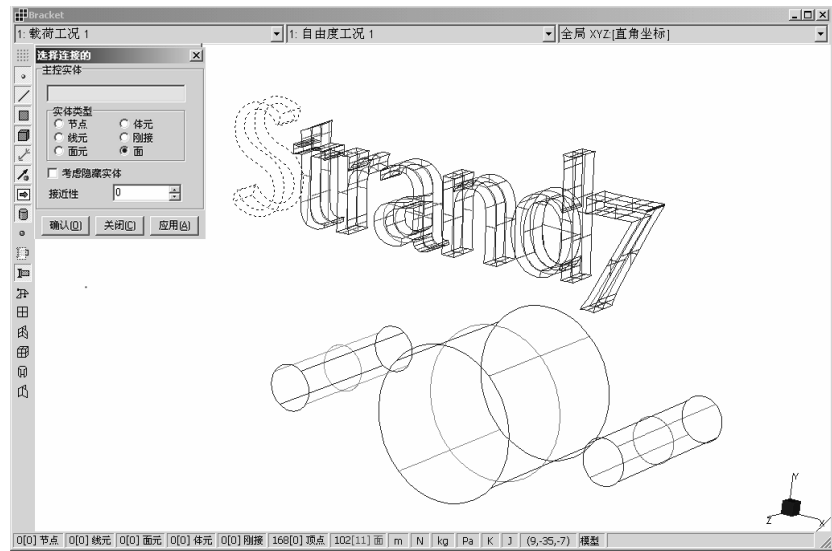 Bracket
1: 载荷工况 1 1: 自由度工况 1 全局 XYZ:[直角坐标]
选择连接的
主控实体
实体类型
节点 体元
线元 刚接
面元 面
考虑隐藏实体
接近性 0
确认(O) 关闭(C) 应用(A)
Strand7
Y
Z X
0[0] 节点 0[0] 线元 0[0] 面元 0[0] 体元 0[0] 刚接 168[0] 顶点 102[11] 面 m N kg Pa K J (9,-35,-7) 模型